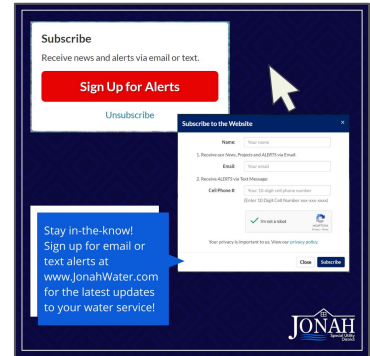 Subscribe
Receive news and alerts via email or text.
Sign Up for Alerts
Unsubscribe
Subscribe to the Website ×
Name: Your name
1. Receive our News, Projects and ALERTS via Email:
Email: Your email
2. Receive ALERTS via Text Message:
Cell Phone #: Your 10 digit cell phone number
(Enter 10 Digit Cell Number xxx-xxx-xxxx)
I'm not a robot
reCAPTCHA
Privacy - Terms
Your privacy is important to us. View our privacy policy
Close Subscribe
Stay in-the-know!
Sign up for email or
text alerts at
www.JonahWater.com
for the latest updates
to your water service!
JONAH
Special Utility
District